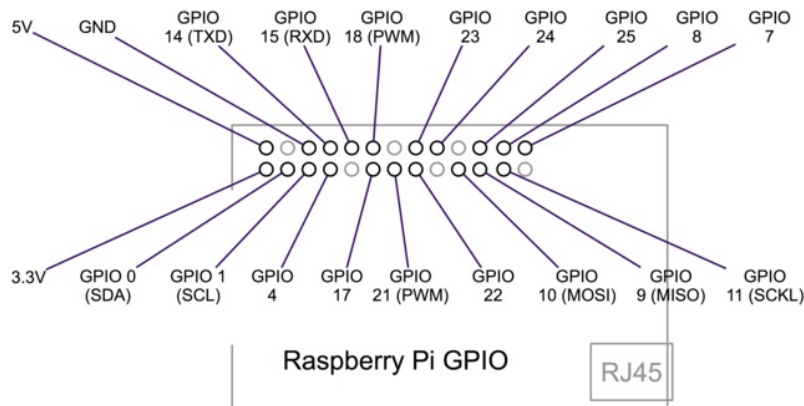 5V
GND
GPIO
14 (TXD)
GPIO
15 (RXD)
GPIO
18 (PWM)
GPIO
23
GPIO
24
GPIO
25
GPIO
8
GPIO
7
3.3V
GPIO 0
(SDA)
GPIO 1
(SCL)
GPIO
4
GPIO
17
GPIO
21 (PWM)
GPIO
22
GPIO
10 (MOSI)
GPIO
9 (MISO)
GPIO
11 (SCKL)
Raspberry Pi GPIO
RJ45